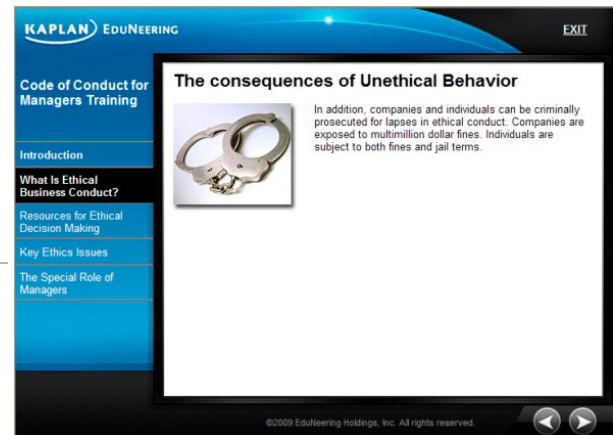 KAPLAN EDUNEERING
EXIT
Code of Conduct for
Managers Training
Introduction
What Is Ethical
Business Conduct?
Resources for Ethical
Decision Making
Key Ethics Issues
The Special Role of
Managers
The consequences of Unethical Behavior
In addition, companies and individuals can be criminally
prosecuted for lapses in ethical conduct. Companies are
exposed to multimillion dollar fines. Individuals are
subject to both fines and jail terms.
©2009 EduNeering Holdings, Inc. All rights reserved.